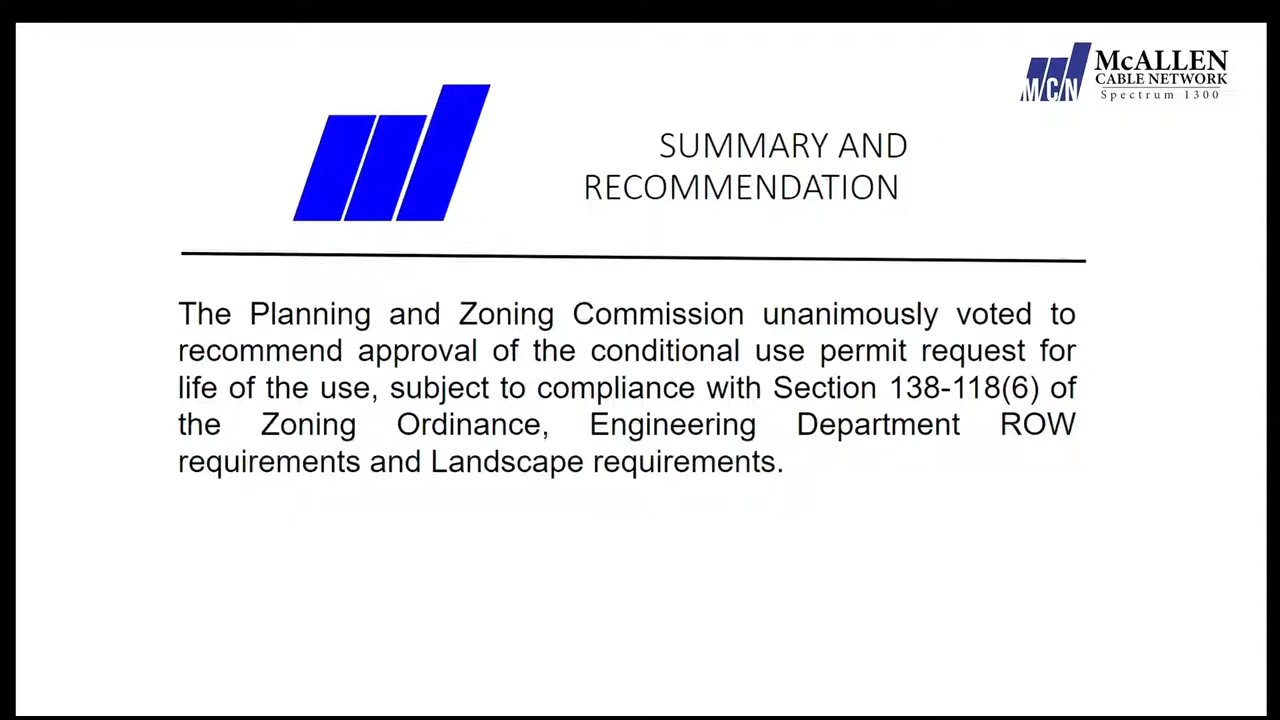 McALLEN
CABLE NETWORK
MCN
Spectrum 1300
SUMMARY AND
RECOMMENDATION
The Planning and Zoning Commission unanimously voted to
recommend approval of the conditional use permit request for
life of the use, subject to compliance with Section 138-118(6) of
the Zoning Ordinance, Engineering Department ROW
requirements and Landscape requirements.